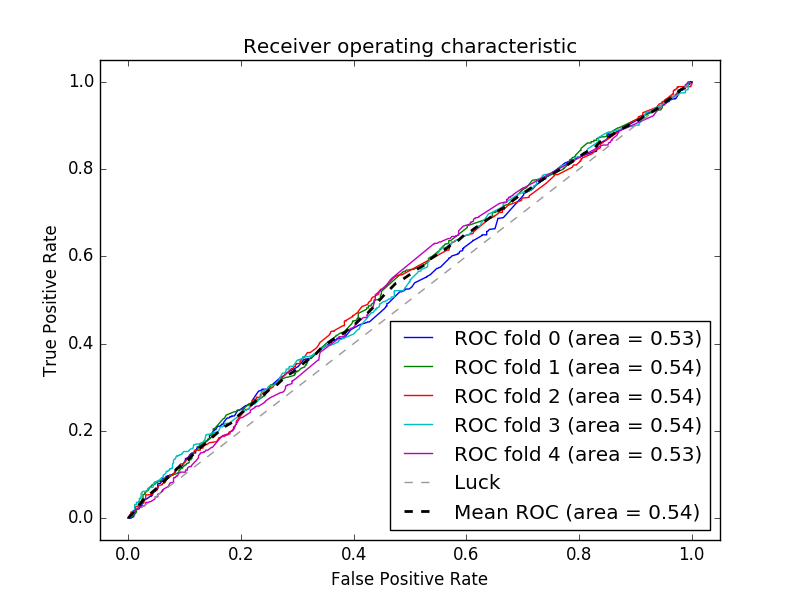 Receiver operating characteristic
True Positive Rate
1.0
0.8
0.6
0.4
0.2
0.0
ROC fold 0 (area = 0.53)
ROC fold 1 (area = 0.54)
ROC fold 2 (area = 0.54)
ROC fold 3 (area = 0.54)
ROC fold 4 (area = 0.53)
Luck
Mean ROC (area = 0.54)
0.0 0.2 0.4 0.6 0.8 1.0
False Positive Rate